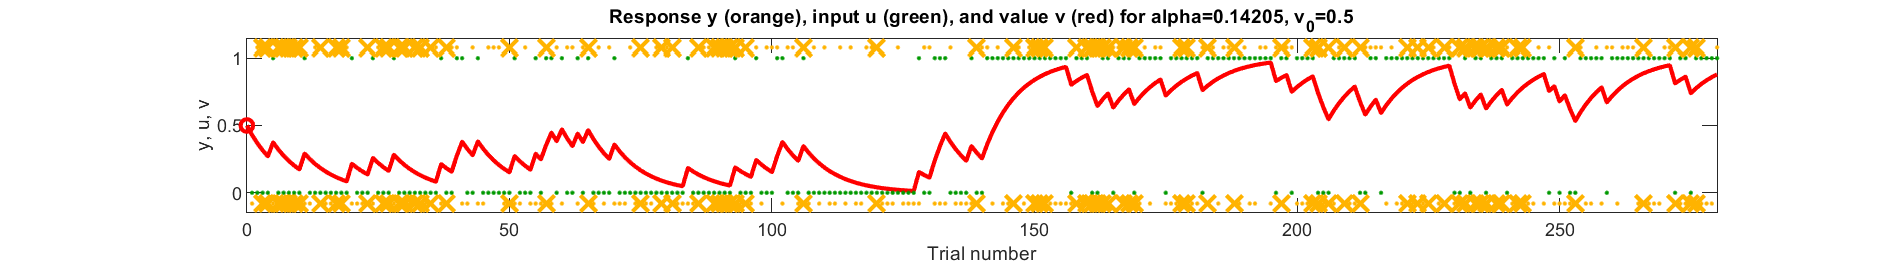 Response y (orange), input u (green), and value v (red) for alpha=0.14205, v0=0.5
y, u, v
1
0.5
0
0 50 100 150 200 250
Trial number